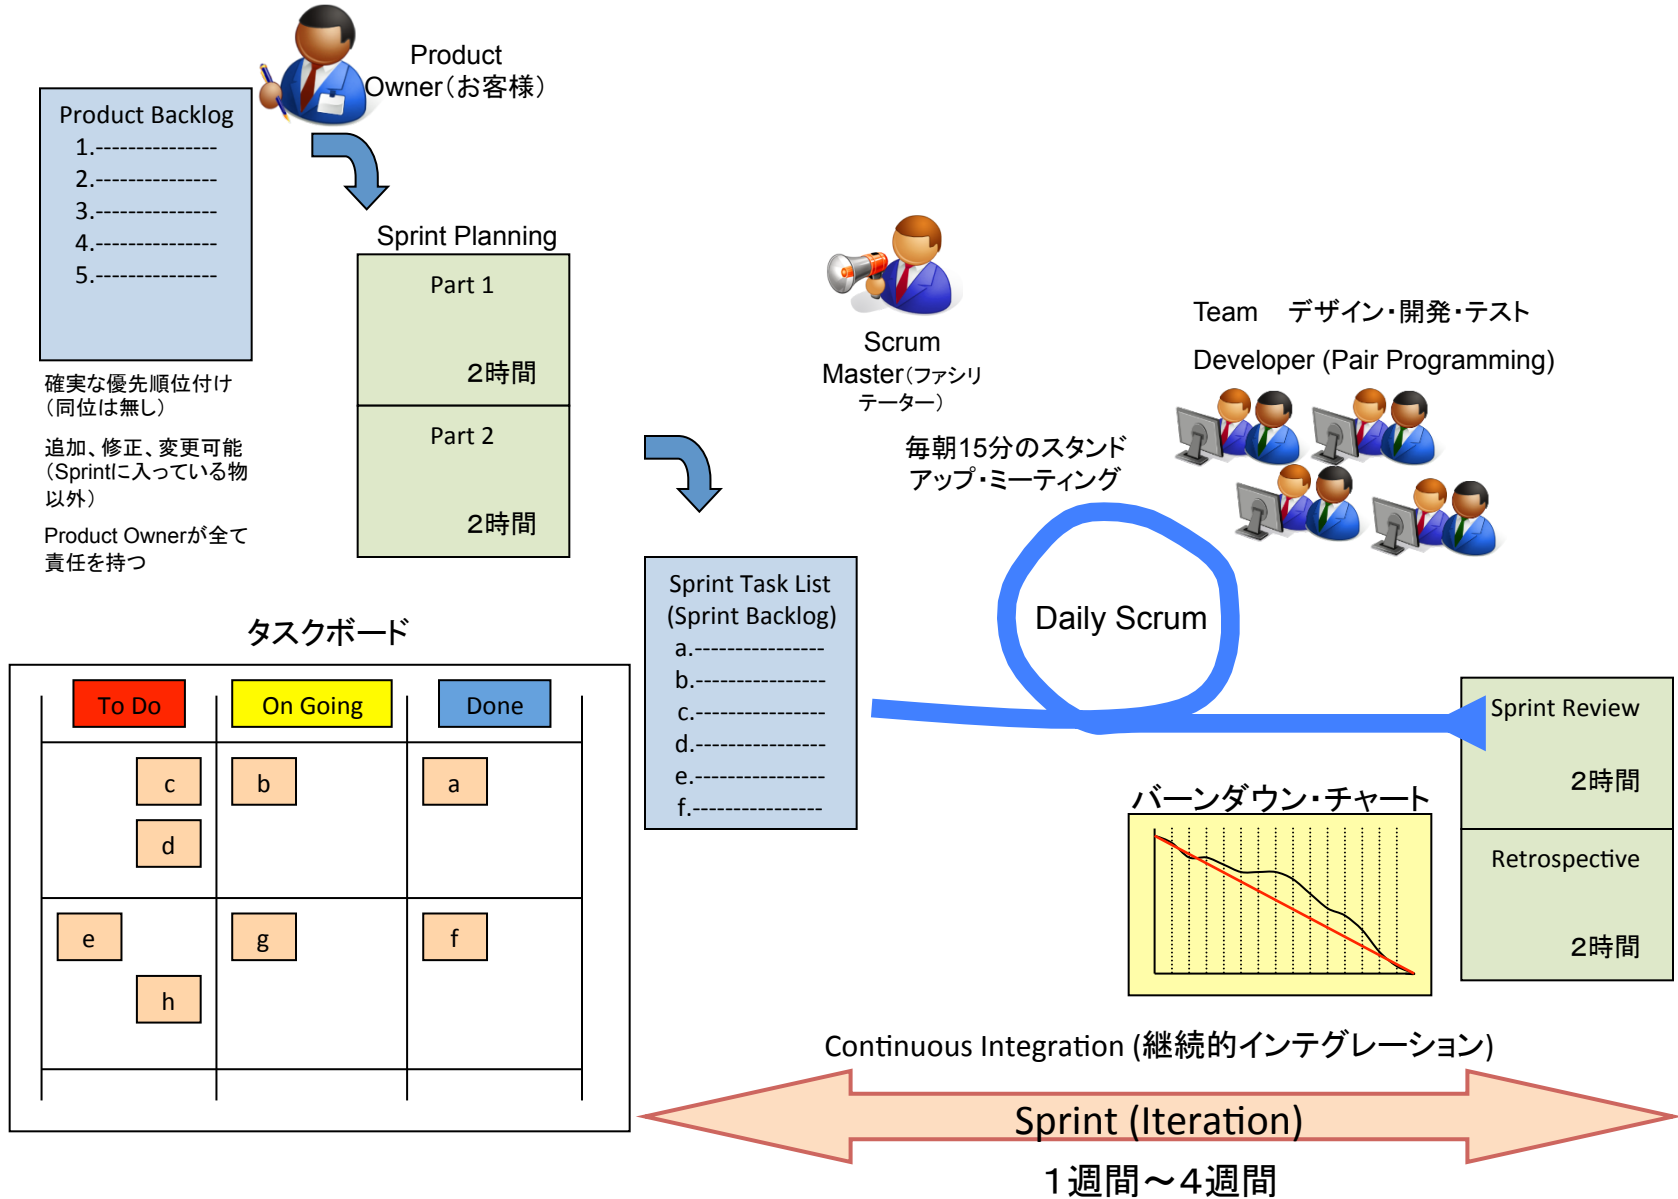 Product
Owner(お客様)
Product Backlog
1.---------------
2.---------------
3.---------------
4.---------------
5.---------------
確実な優先順位付け
(同位は無し)
追加、修正、変更可能
(Sprintに入っている物
以外)
Product Ownerが全て
責任を持つ
Sprint Planning
Part 1
2時間
Part 2
2時間
Scrum
Master(ファシリ
テーター)
Team デザイン・開発・テスト
Developer (Pair Programming)
毎朝15分のスタンド
アップ・ミーティング
Daily Scrum
Sprint Task List
(Sprint Backlog)
a.----------------
b.----------------
c.----------------
d.----------------
e.----------------
f.----------------
タスクボード
To Do
On Going
Done
c
b
a
d
e
g
f
h
Sprint Review
2時間
Retrospective
2時間
バーンダウン・チャート
Continuous Integration (継続的インテグレーション)
Sprint (Iteration)
1週間〜4週間